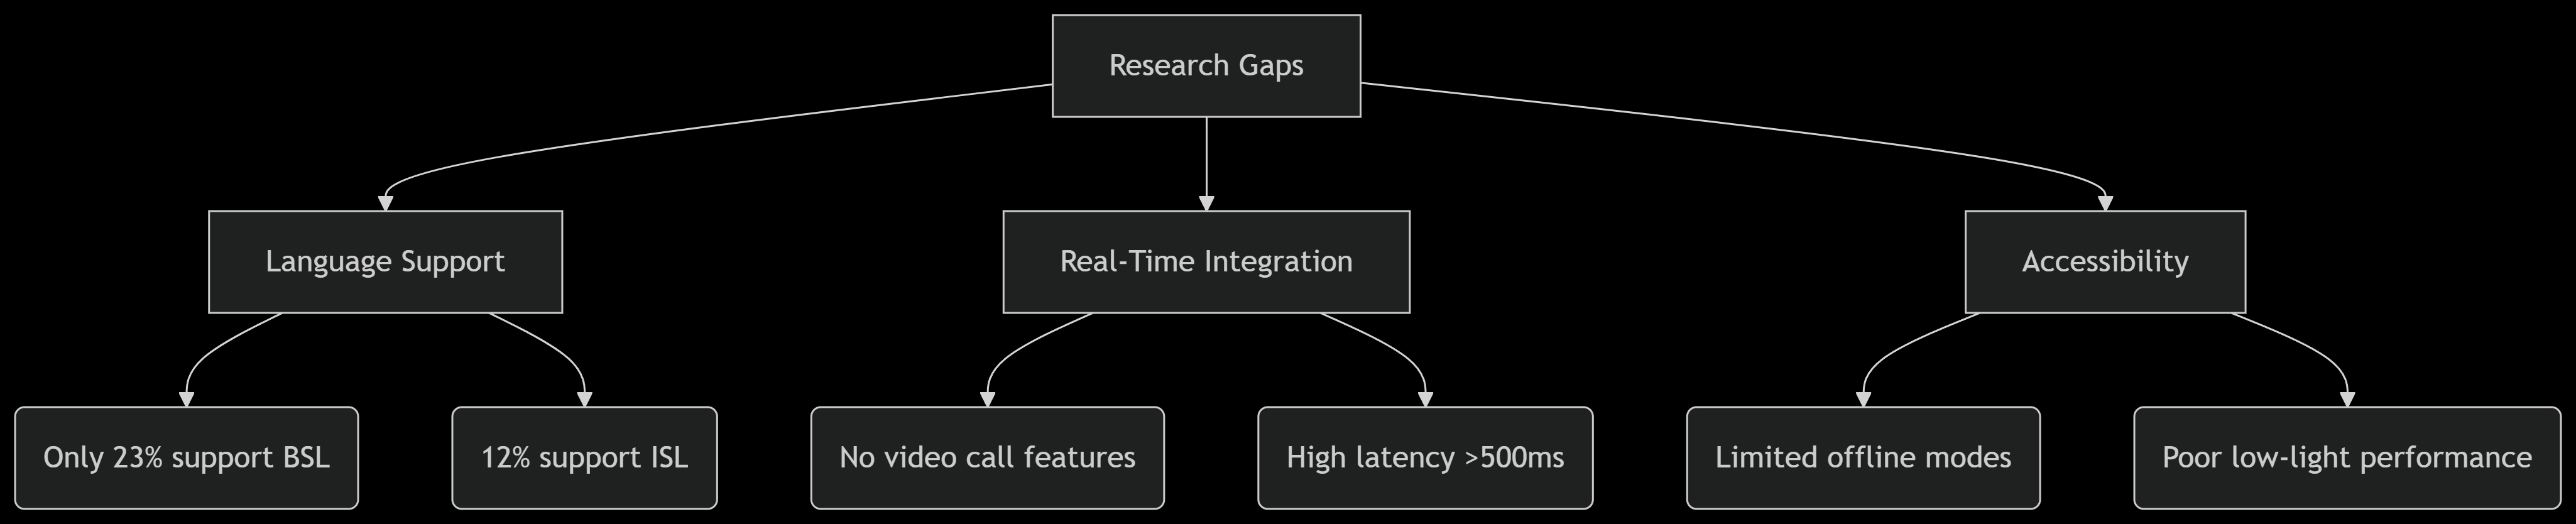 Research Gaps
Language Support
Real-Time Integration
Accessibility
Only 23% support BSL
12% support ISL
No video call features
High latency >500ms
Limited offline modes
Poor low-light performance